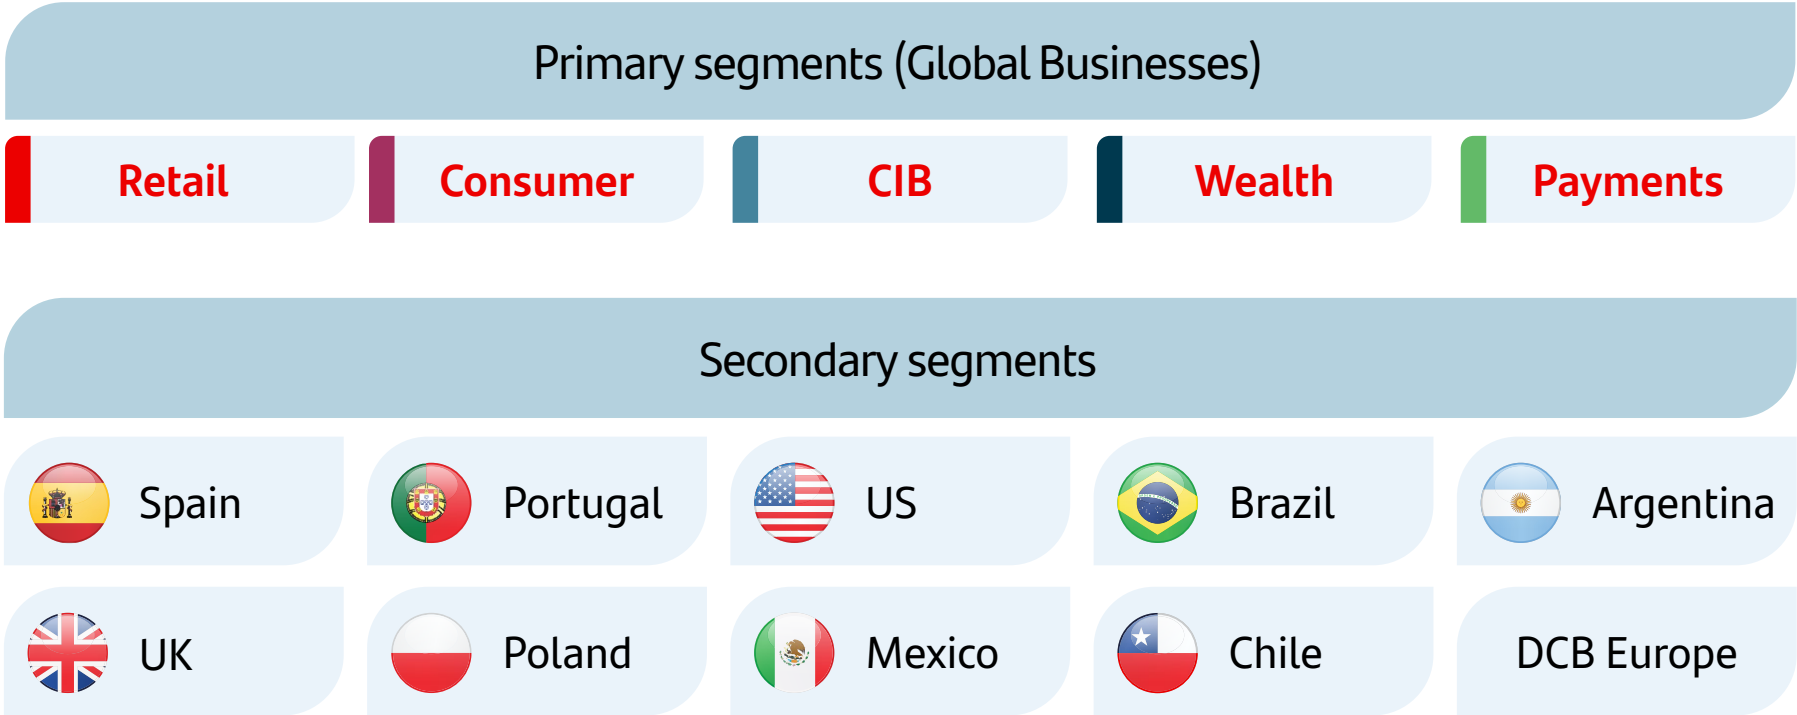 Primary segments (Global Businesses)
Retail
Consumer
CIB
Wealth
Payments
Secondary segments
Spain
Portugal
US
Brazil
Argentina
UK
Poland
Mexico
Chile
DCB Europe